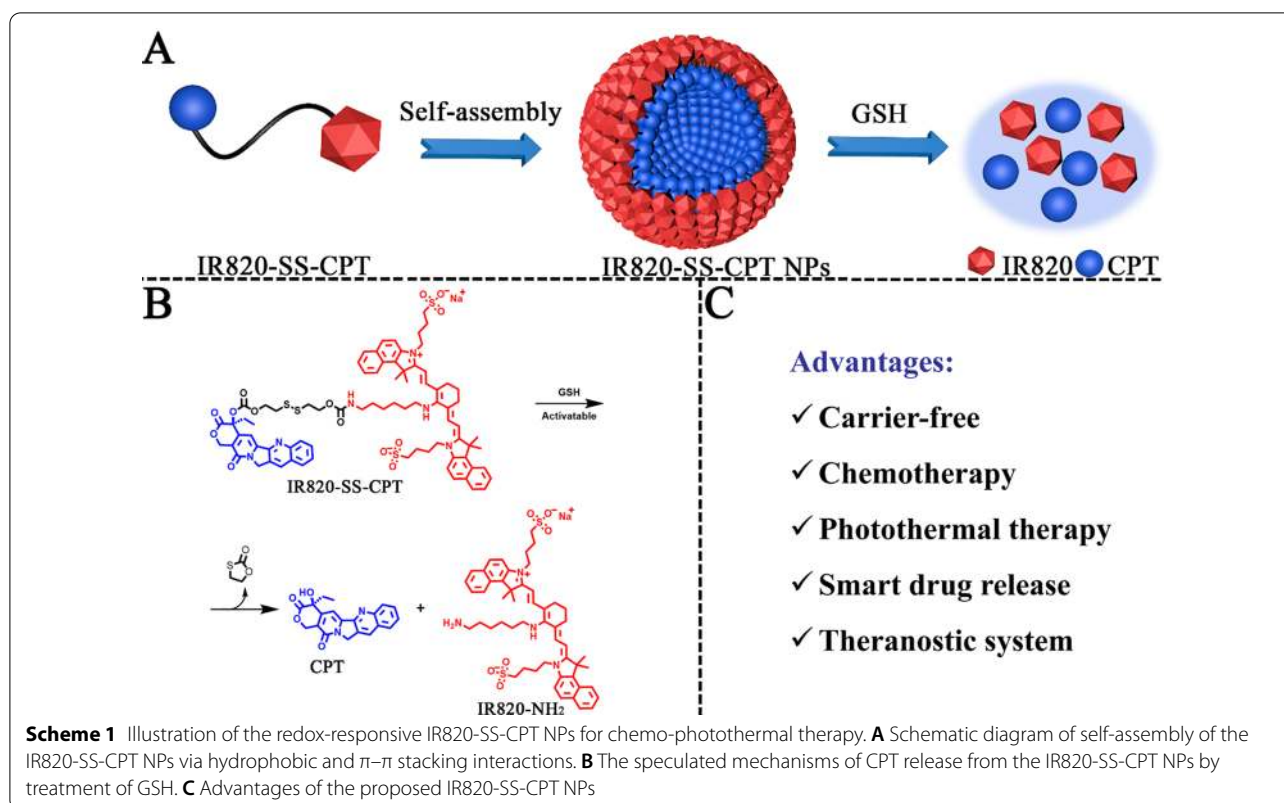 A
Self-assembly
GSH
IR820-SS-CPT
IR820-SS-CPT NPs
IR820 CPT
B
GSH
Activatable
IR820-SS-CPT
CPT
+
IR820-NH₂
C
Advantages:
✓ Carrier-free
✓ Chemotherapy
✓ Photothermal therapy
✓ Smart drug release
✓ Theranostic system
Scheme 1 Illustration of the redox-responsive IR820-SS-CPT NPs for chemo-photothermal therapy. A Schematic diagram of self-assembly of the
IR820-SS-CPT NPs via hydrophobic and π–π stacking interactions. B The speculated mechanisms of CPT release from the IR820-SS-CPT NPs by
treatment of GSH. C Advantages of the proposed IR820-SS-CPT NPs